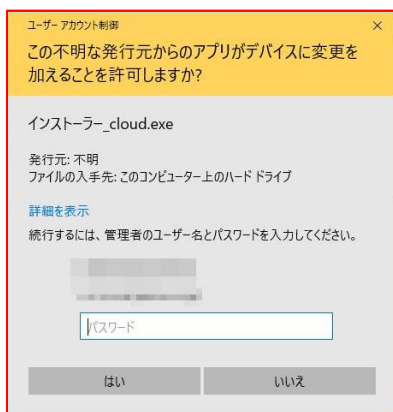 ユーザー アカウント制御
×
この不明な発行元からのアプリがデバイスに変更を
加えることを許可しますか?
インストーラー_cloud.exe
発行元: 不明
ファイルの入手先: このコンピューター上のハード ドライブ
詳細を表示
続行するには、管理者のユーザー名とパスワードを入力してください。
パスワード
はい
いいえ